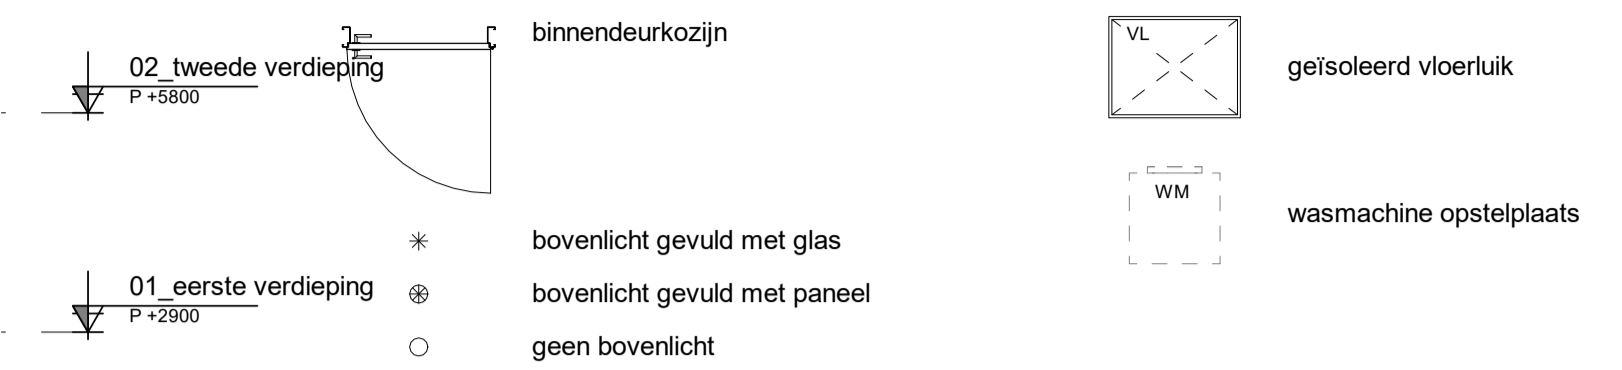 02_tweede verdieping
P +5800
01_eerste verdieping
P +2900
binnendeurkozijn
bovenlicht gevuld met glas
bovenlicht gevuld met paneel
geen bovenlicht
VL
geïsoleerd vloerluik
WM
wasmachine opstelplaats